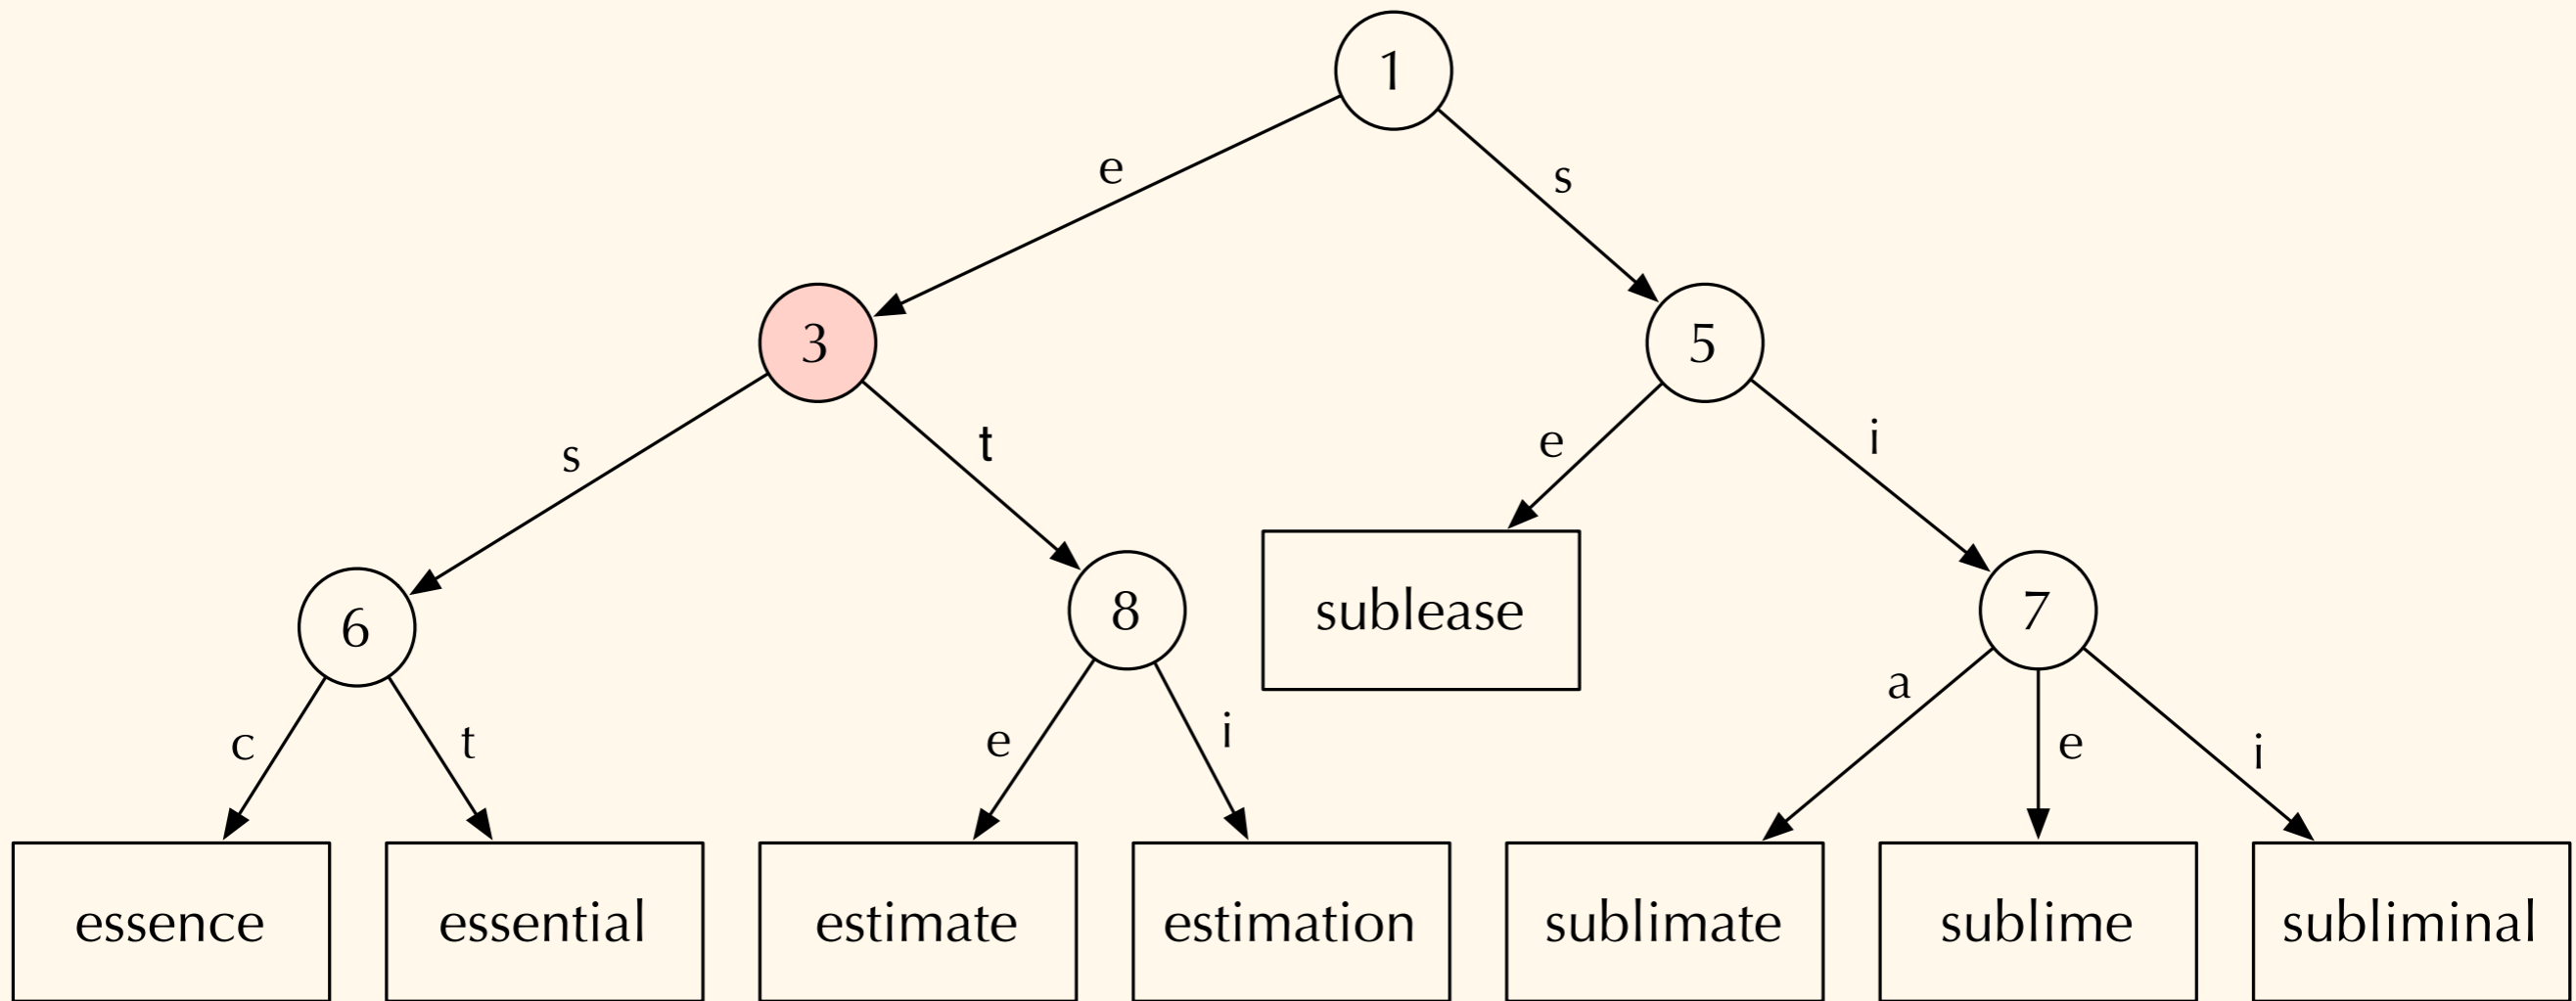 1
e
s
3
5
s
t
e
i
6
8
sublease
7
c
t
e
i
a
e
i
essence
essential
estimate
estimation
sublimate
sublime
subliminal